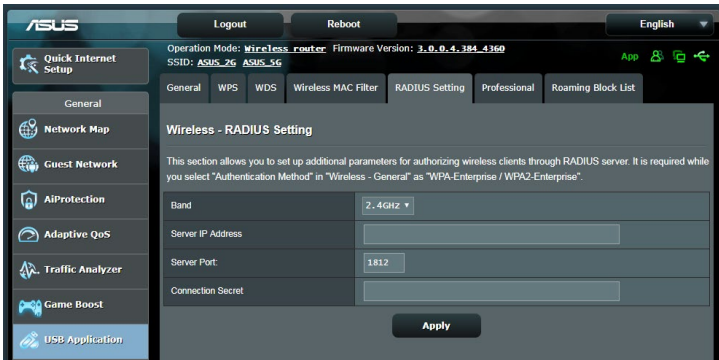 ASUS
Logout
Reboot
English
Quick Internet
Setup
General
Network Map
Guest Network
AiProtection
Adaptive QoS
Traffic Analyzer
Game Boost
USB Application
Operation Mode: Wireless router Firmware Version: 3.0.0.4.384_4360
SSID: ASUS_2G ASUS_5G
App
General WPS WDS Wireless MAC Filter RADIUS Setting Professional Roaming Block List
Wireless - RADIUS Setting
This section allows you to set up additional parameters for authorizing wireless clients through RADIUS server. It is required while
you select "Authentication Method" in "Wireless - General" as "WPA-Enterprise / WPA2-Enterprise".
Band 2.4GHz
Server IP Address
Server Port: 1812
Connection Secret
Apply